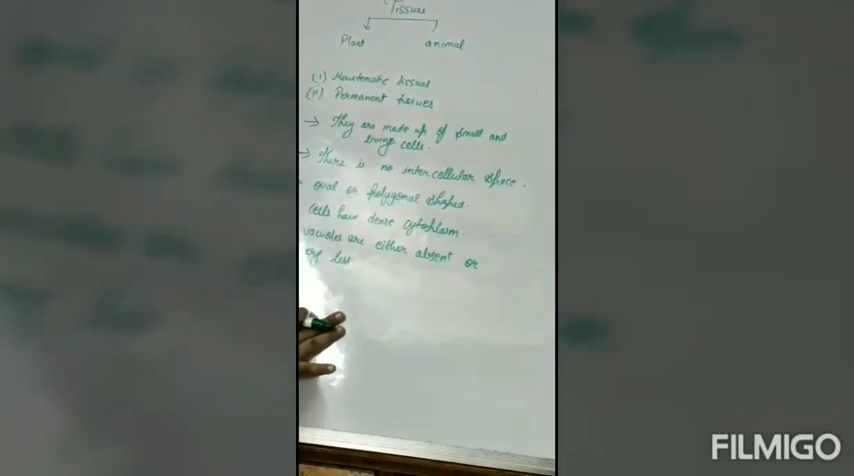 Tissues
Plant animal
(I) Meristematic tissues
(II) Permanent tissues
→ They are made up of small and
living cells.
→ There is no intercellular space.
oval or polygonal shaped
cells have dense cytoplasm
vacuoles are either absent or
of less
FILMIGO